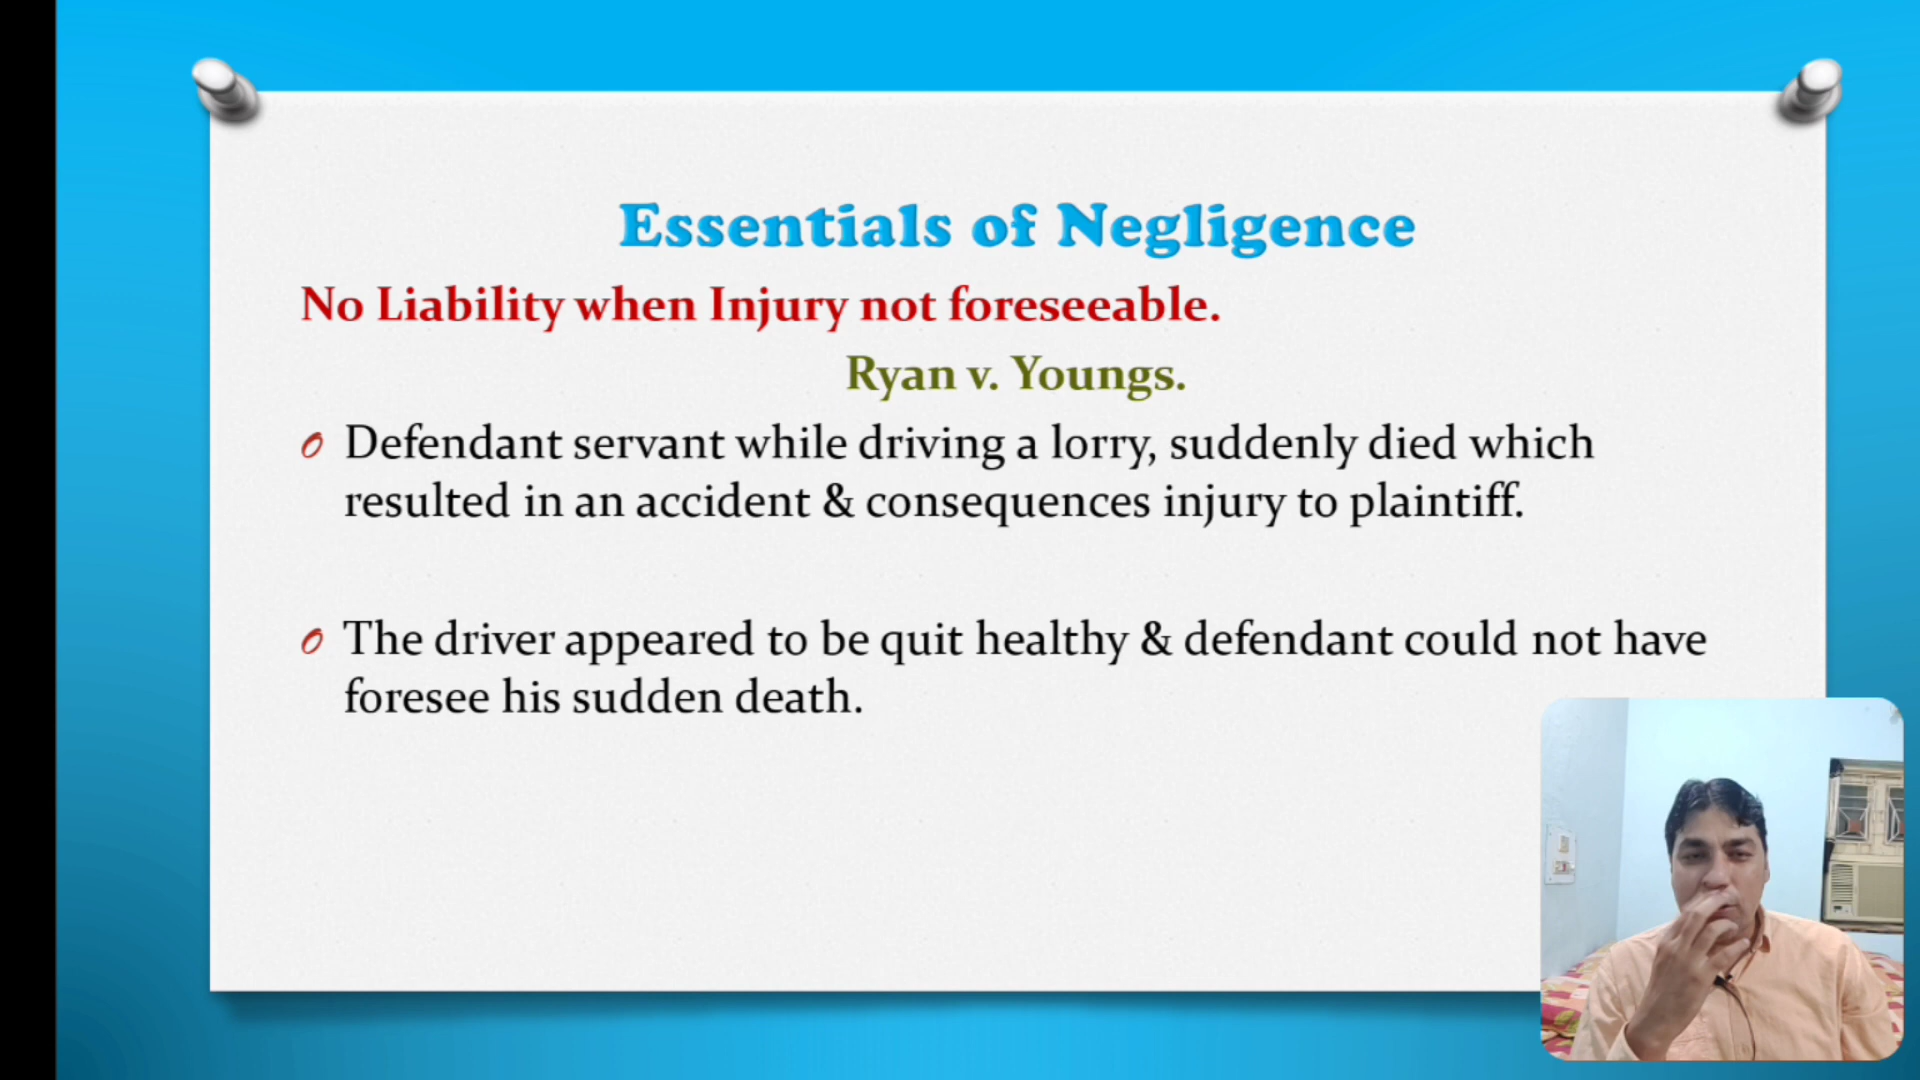 Essentials of Negligence
No Liability when Injury not foreseeable.
Ryan v. Youngs.
Defendant servant while driving a lorry, suddenly died which
resulted in an accident & consequences injury to plaintiff.
The driver appeared to be quit healthy & defendant could not have
foresee his sudden death.